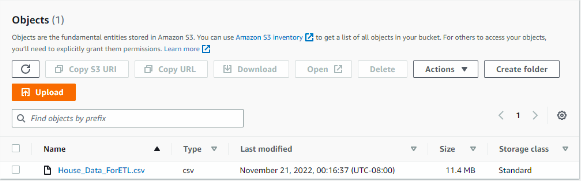 Objects (1)
Objects are the fundamental entities stored in Amazon S3. You can use Amazon S3 Inventory to get a list of all objects in your bucket. For others to access your objects,
you'll need to explicitly grant them permissions. Learn more
Copy S3 URI Copy URL Download Open Delete Actions Create folder
Upload
Find objects by prefix 1
Name Type Last modified Size Storage class
House_Data_ForETL.csv csv November 21, 2022, 00:16:37 (UTC-08:00) 11.4 MB Standard